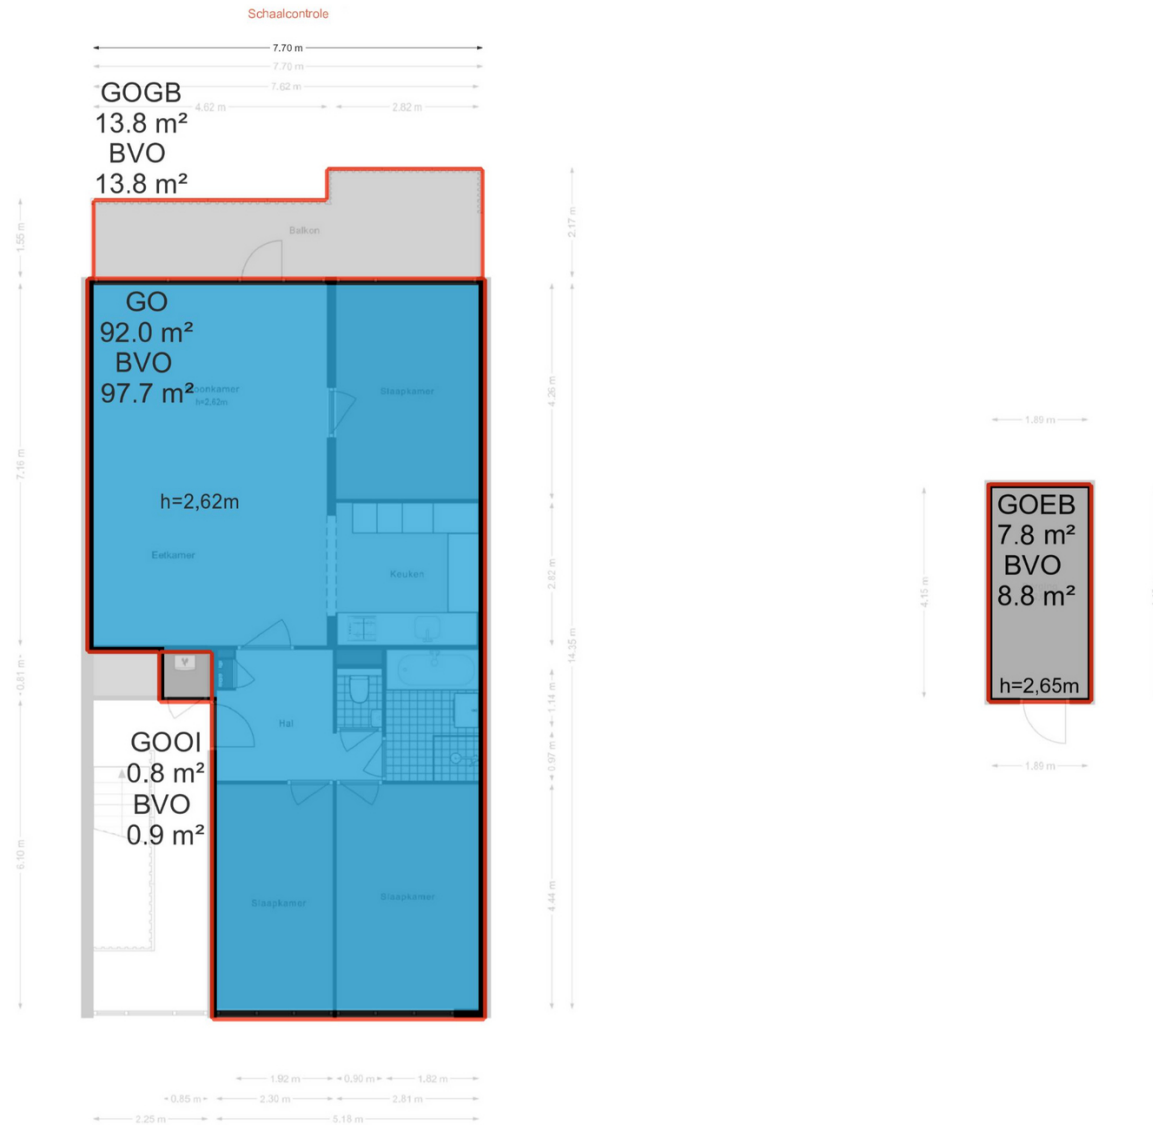 Schaalcontrole
7.70 m
7.70 m
7.62 m
4.62 m
2.82 m
GOGB
13.8 m²
BVO
13.8 m²
1.55 m
2.17 m
Balkon
GO
92.0 m²
BVO
97.7 m²
oonkamer
h=2.62m
Slaapkamer
4.26 m
7.16 m
h=2,62m
Eetkamer
Keuken
2.82 m
14.35 m
0.81 m
1.14 m
Hal
0.97 m
GOOI
0.8 m²
BVO
0.9 m²
Slaapkamer
Slaapkamer
4.44 m
1.92 m
0.90 m
1.82 m
0.85 m
2.30 m
2.81 m
2.25 m
5.18 m
1.89 m
GOEB
7.8 m²
BVO
8.8 m²
4.15 m
h=2,65m
1.89 m